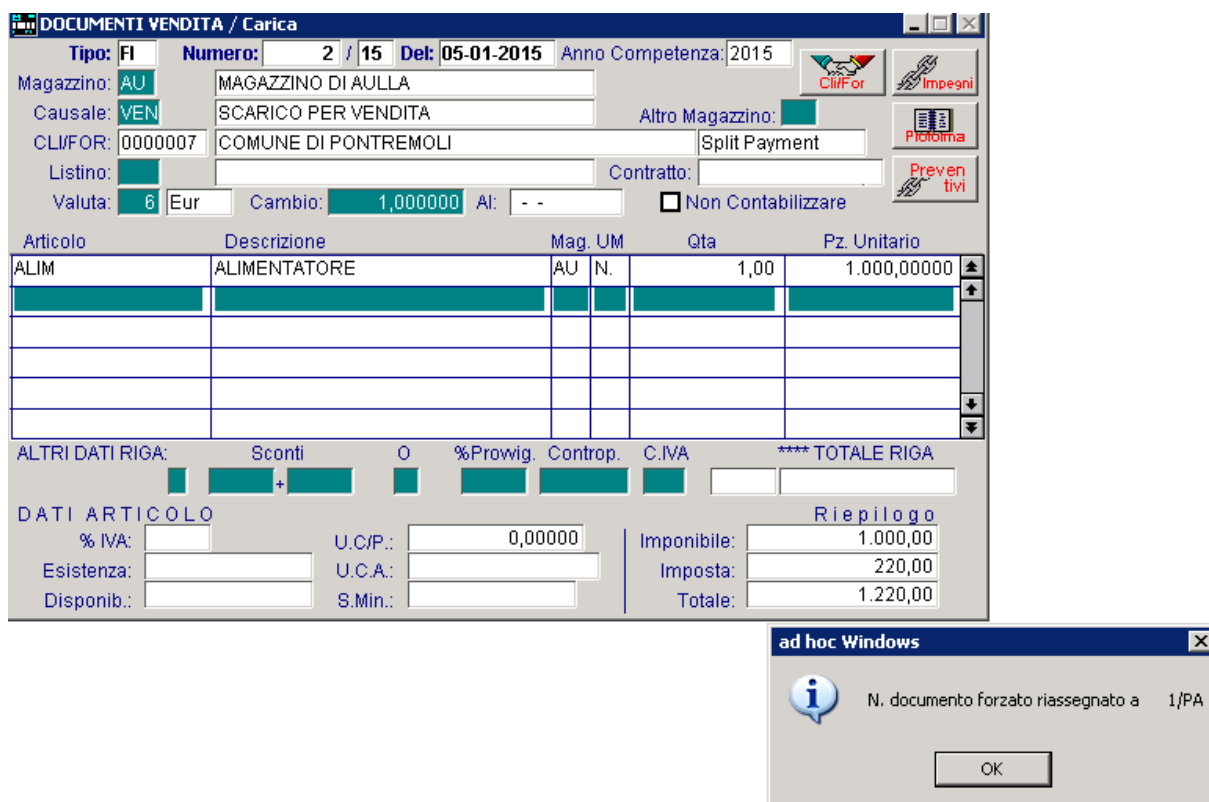 DOCUMENTI VENDITA / Carica
Tipo: FI Numero: 2 / 15 Del: 05-01-2015 Anno Competenza: 2015
Cli/For Impegni
Magazzino: AU MAGAZZINO DI AULLA
Causale: VEN SCARICO PER VENDITA Altro Magazzino:
Proforma
CLI/FOR: 0000007 COMUNE DI PONTREMOLI Split Payment
Listino: Contratto:
Preven
tivi
Valuta: 6 Eur Cambio: 1,000000 Al: - - Non Contabilizzare
Articolo Descrizione Mag. UM Qta Pz. Unitario
ALIM ALIMENTATORE AU N. 1,00 1.000,00000
ALTRI DATI RIGA: Sconti O %Provvig. Controp. C.IVA **** TOTALE RIGA
+
DATI ARTICOLO Riepilogo
% IVA: U.C/P.: 0,00000 Imponibile: 1.000,00
Esistenza: U.C.A.: Imposta: 220,00
Disponib.: S.Min.: Totale: 1.220,00
ad hoc Windows
N. documento forzato riassegnato a 1/PA
OK